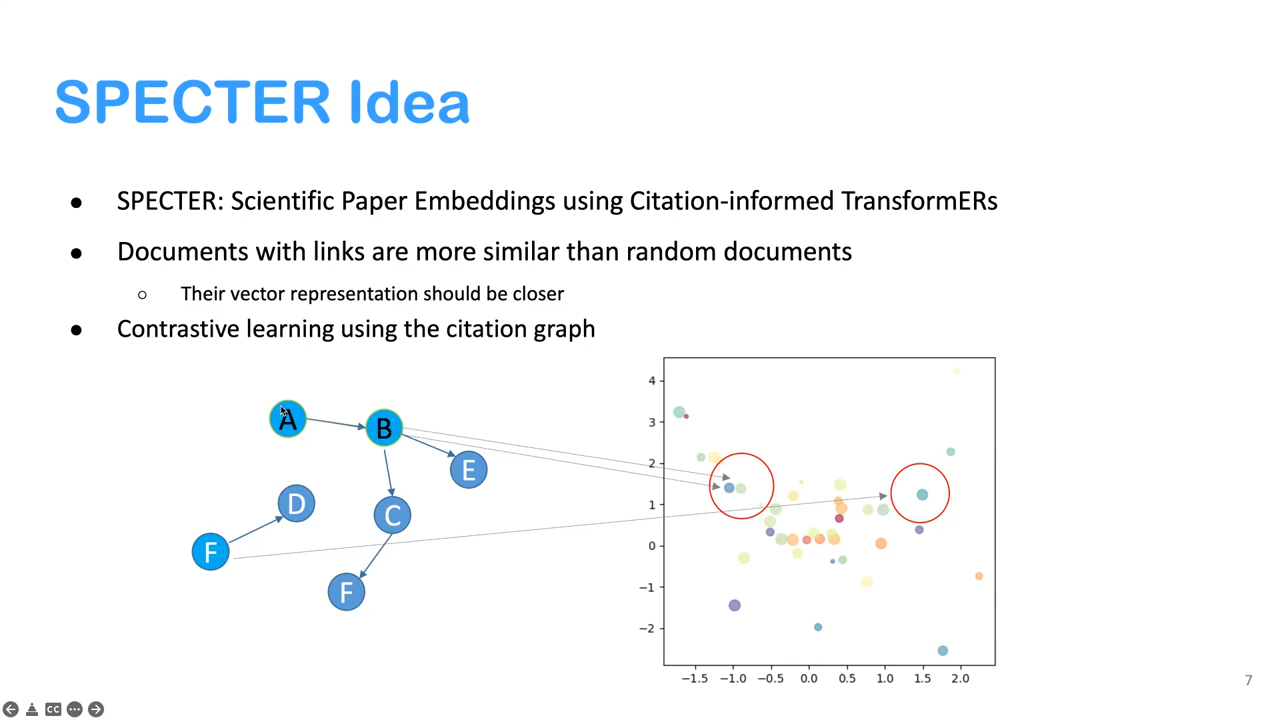 SPECTER Idea
● SPECTER: Scientific Paper Embeddings using Citation-informed TransformERs
● Documents with links are more similar than random documents
○ Their vector representation should be closer
● Contrastive learning using the citation graph
A
B
E
D
C
F
F
4
3
2
1
0
−1
−2
−1.5 −1.0 −0.5 0.0 0.5 1.0 1.5 2.0
7
CC